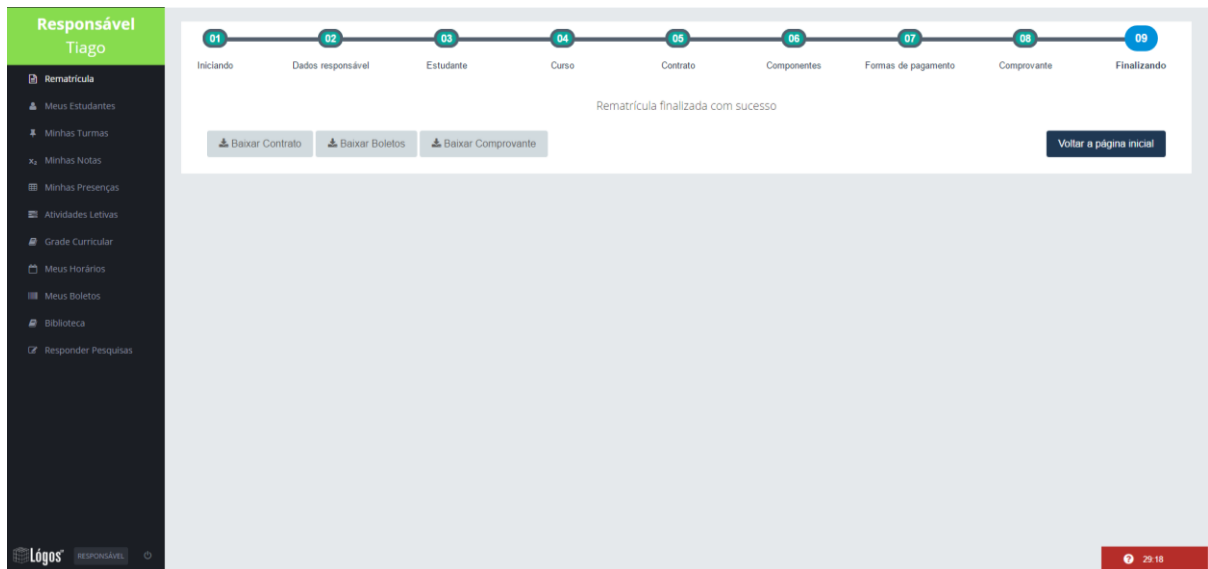 Responsável
Tiago
Rematrícula
Meus Estudantes
Minhas Turmas
Minhas Notas
Minhas Presenças
Atividades Letivas
Grade Curricular
Meus Horários
Meus Boletos
Biblioteca
Responder Pesquisas
Lógos
RESPONSÁVEL
01 02 03 04 05 06 07 08 09
Iniciando Dados responsável Estudante Curso Contrato Componentes Formas de pagamento Comprovante Finalizando
Rematrícula finalizada com sucesso
Baixar Contrato Baixar Boletos Baixar Comprovante Voltar a página inicial
29:18